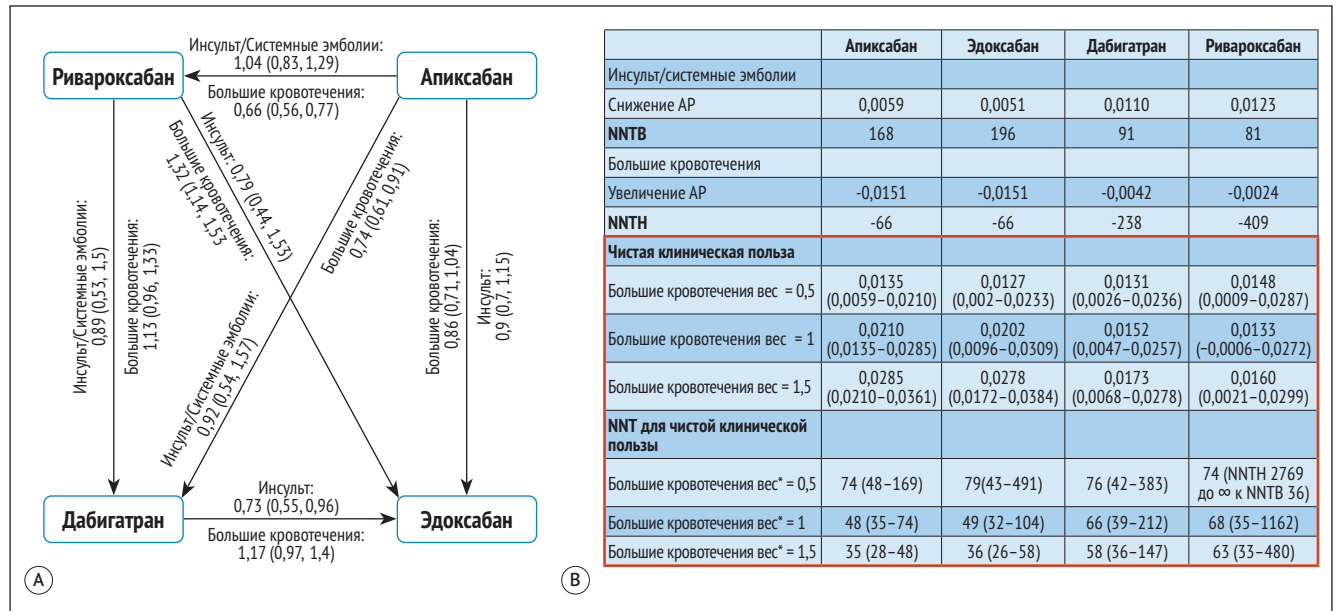 Инсульт/Системные эмболии:
1,04 (0,83, 1,29)
Ривароксабан
Апиксабан
Большие кровотечения:
0,66 (0,56, 0,77)
Инсульт/Системные эмболии:
0,89 (0,53, 1,5)
Большие кровотечения:
1,13 (0,96, 1,33)
Большие кровотечения:
1,32 (1,14, 1,53
Инсульт: 0,79 (0,44, 1,53)
Большие кровотечения:
0,74 (0,61, 0,91)
Инсульт/Системные эмболии:
0,92 (0,54, 1,57)
Большие кровотечения:
0,86 (0,71, 1,04)
Инсульт:
0,9 (0,7, 1,15)
Дабигатран
Инсульт:
0,73 (0,55, 0,96)
Эдоксабан
Большие кровотечения:
1,17 (0,97, 1,4)
A
Апиксабан Эдоксабан Дабигатран Ривароксабан
Инсульт/системные эмболии
Снижение АР 0,0059 0,0051 0,0110 0,0123
NNTB 168 196 91 81
Большие кровотечения
Увеличение АР -0,0151 -0,0151 -0,0042 -0,0024
NNTH -66 -66 -238 -409
Чистая клиническая польза
Большие кровотечения вес = 0,5 0,0135 0,0127 0,0131 0,0148
(0,0059–0,0210) (0,002–0,0233) (0,0026–0,0236) (0,0009–0,0287)
Большие кровотечения вес = 1 0,0210 0,0202 0,0152 0,0133
(0,0135–0,0285) (0,0096–0,0309) (0,0047–0,0257) (–0,0006–0,0272)
Большие кровотечения вес = 1,5 0,0285 0,0278 0,0173 0,0160
(0,0210–0,0361) (0,0172–0,0384) (0,0068–0,0278) (0,0021–0,0299)
NNT для чистой клинической
пользы
Большие кровотечения вес* = 0,5 74 (48–169) 79(43–491) 76 (42–383) 74 (NNTH 2769
до ∞ к NNTB 36)
Большие кровотечения вес* = 1 48 (35–74) 49 (32–104) 66 (39–212) 68 (35–1162)
Большие кровотечения вес* = 1,5 35 (28–48) 36 (26–58) 58 (36–147) 63 (33–480)
B